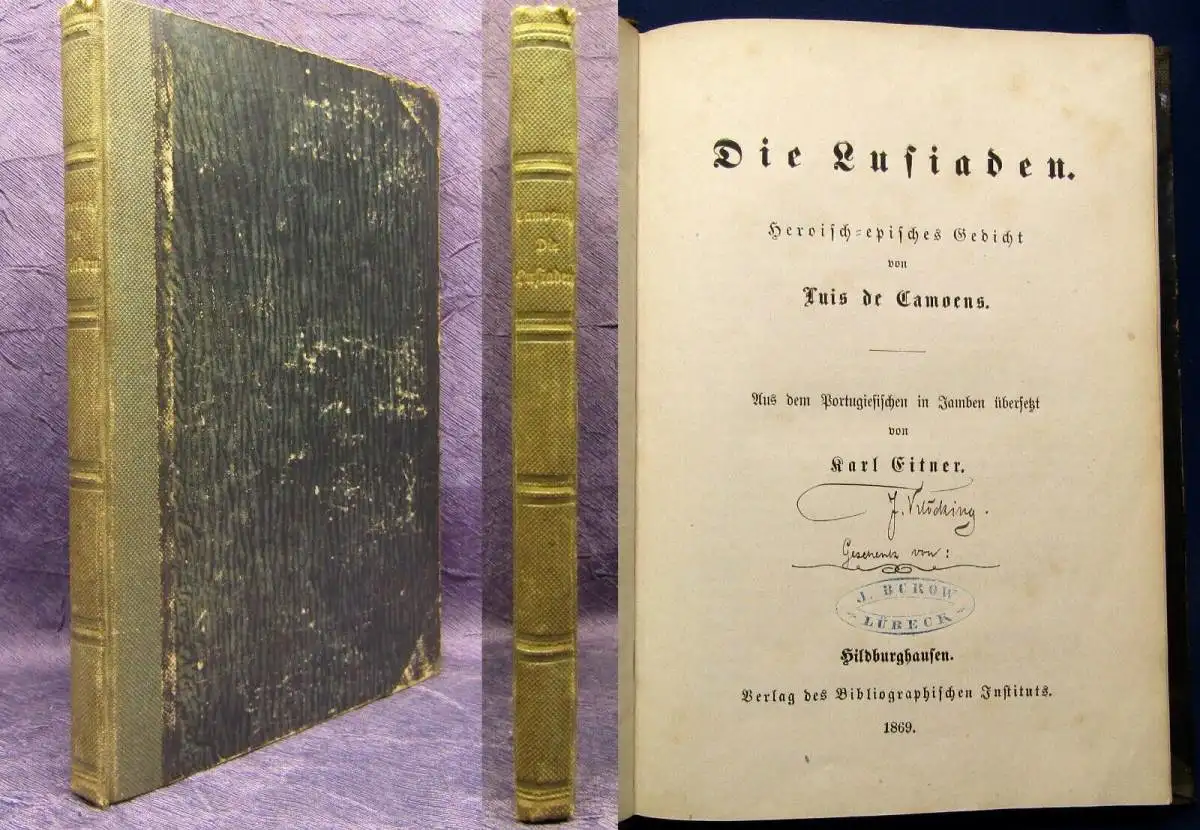 Camoens
Die
Lusiaden
Die Lusiaden.
Heroisch-episches Gedicht
von
Luis de Camoens.
Aus dem Portugiesischen in Jamben übersetzt
von
Karl Eitner.
J.
Geschenk von:
J. BUROW
LÜBECK
Hildburghausen.
Verlag des Bibliographischen Instituts.
1869.